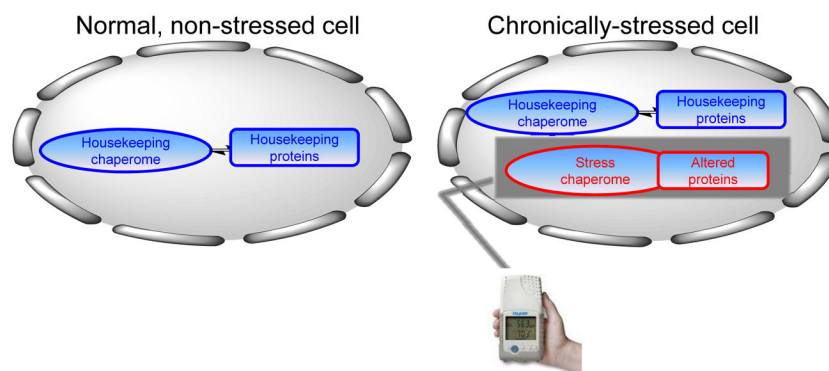 Normal, non-stressed cell
Chronically-stressed cell
Housekeeping
chaperome
Housekeeping
proteins
Housekeeping
chaperome
Housekeeping
proteins
Stress
chaperome
Altered
proteins